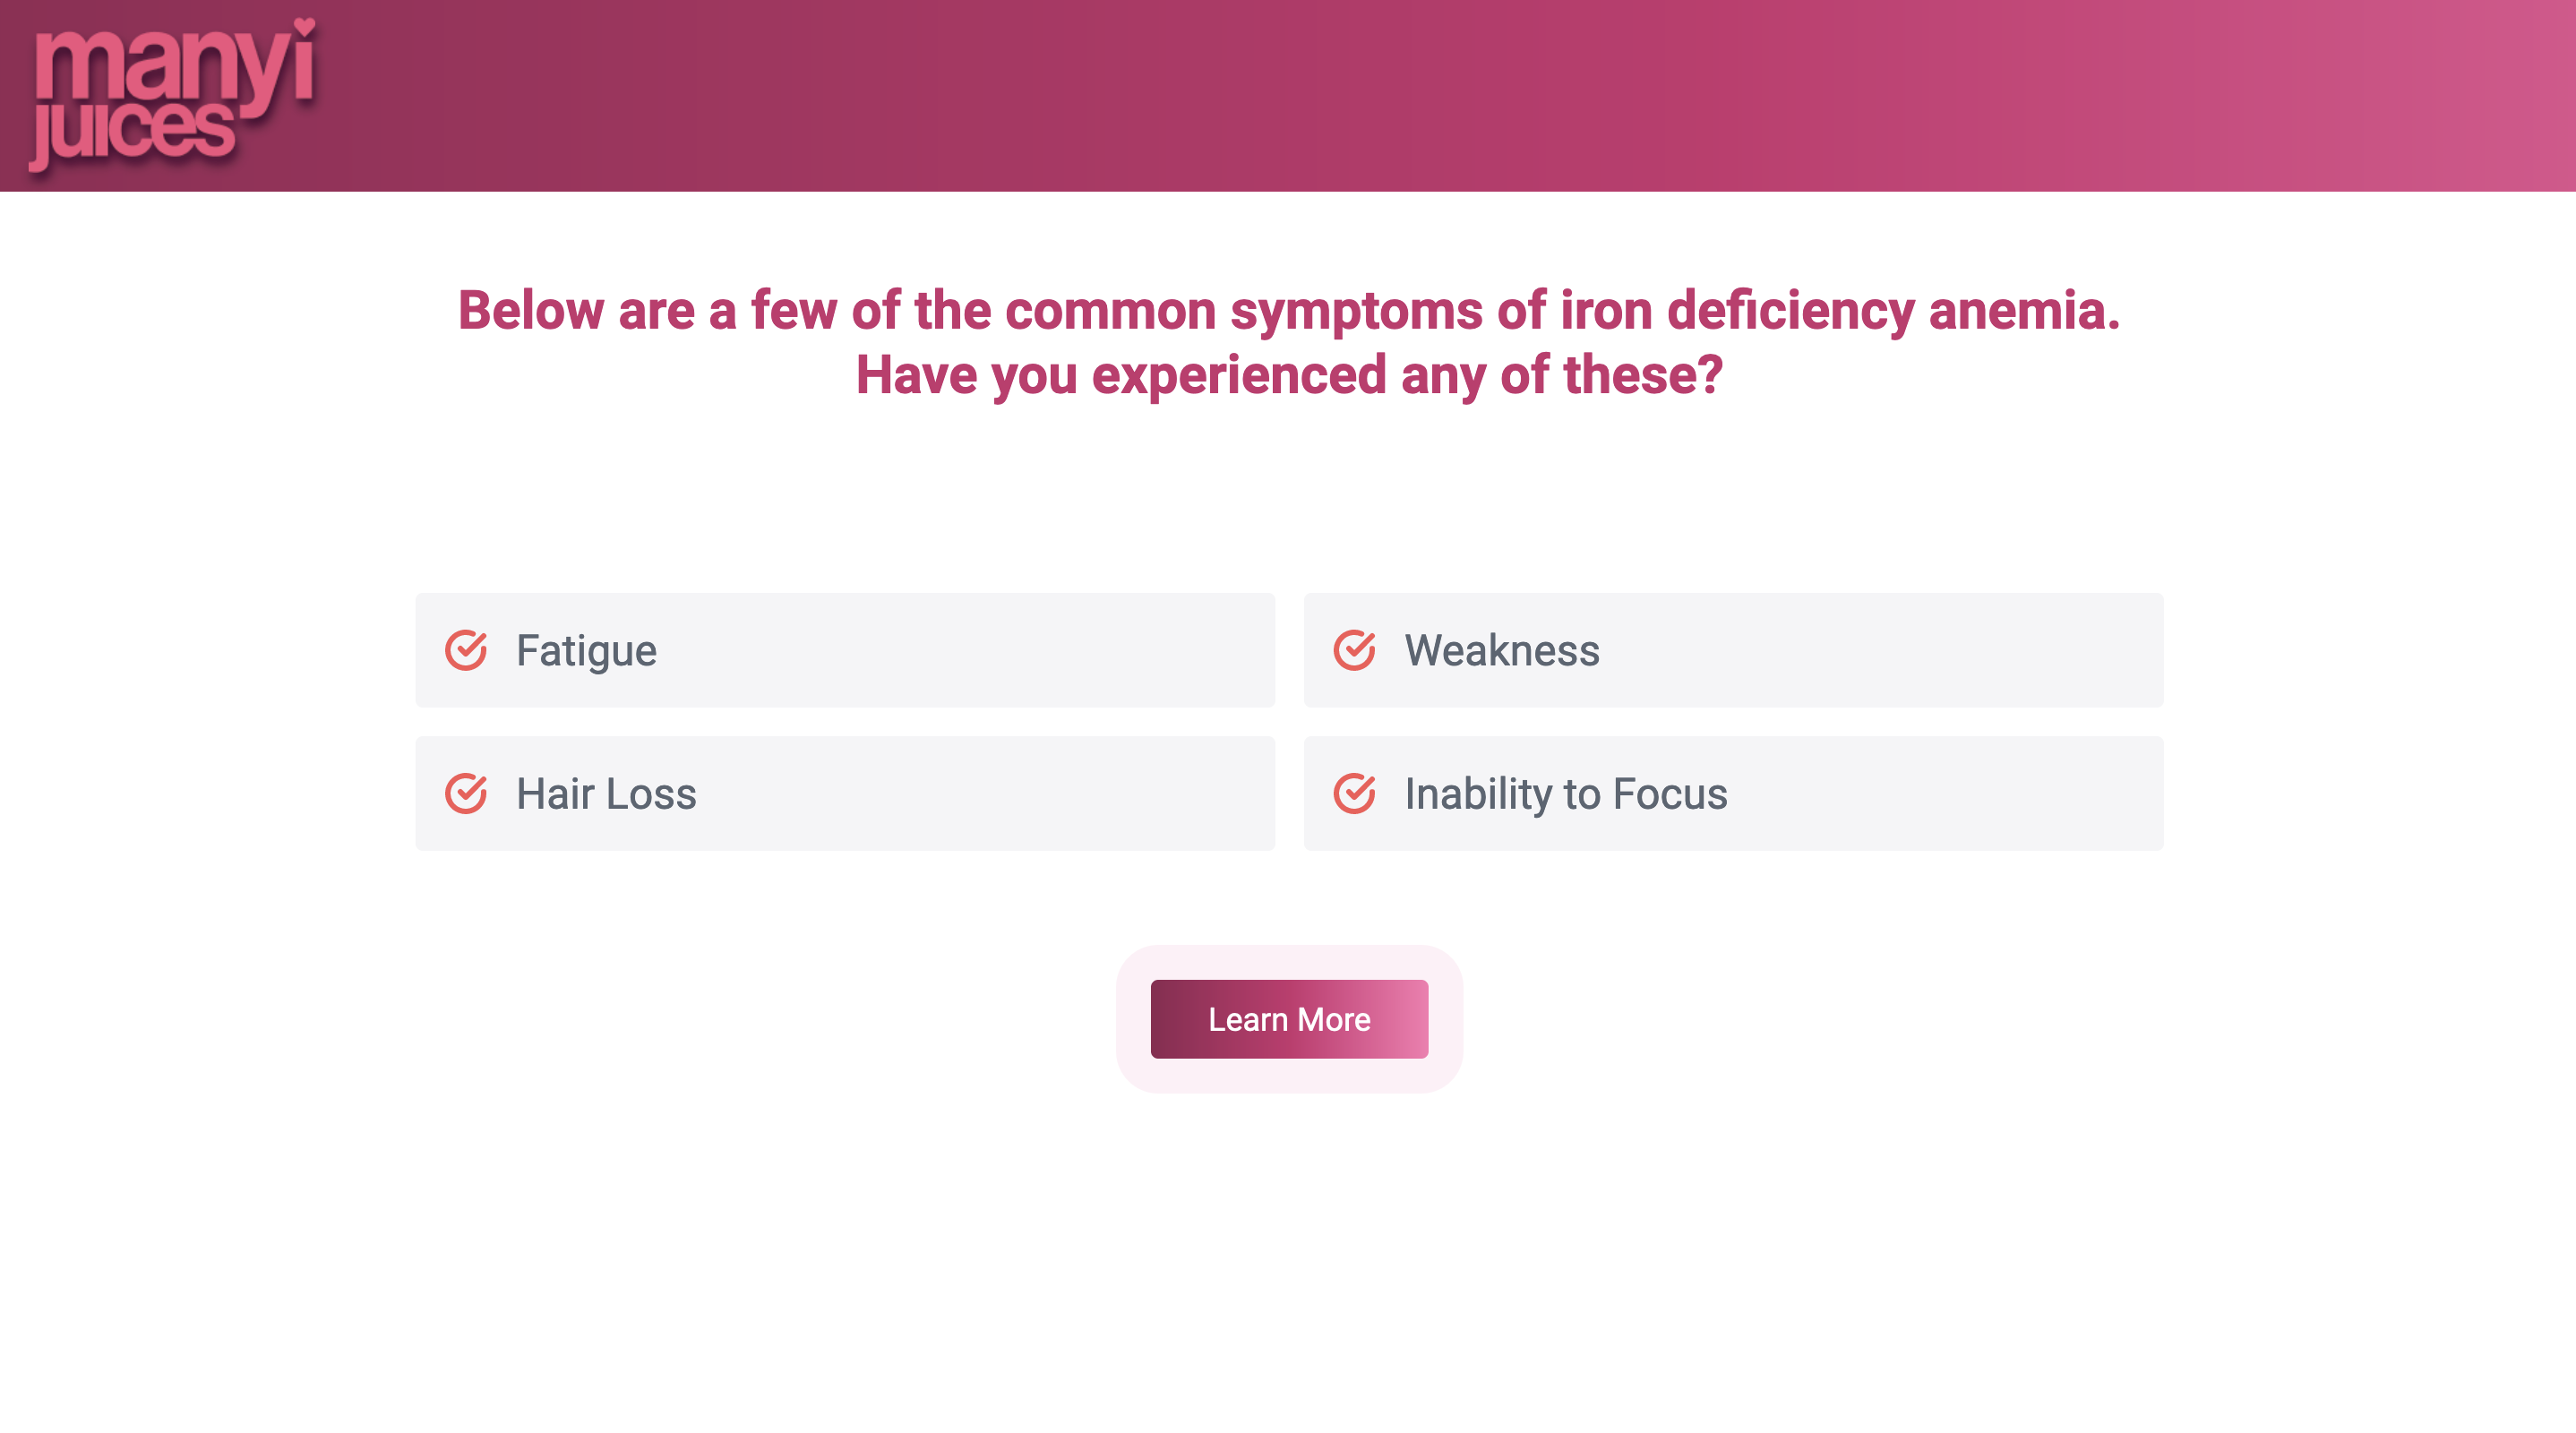 manyi
juices
Below are a few of the common symptoms of iron deficiency anemia.
Have you experienced any of these?
Fatigue
Weakness
Hair Loss
Inability to Focus
Learn More